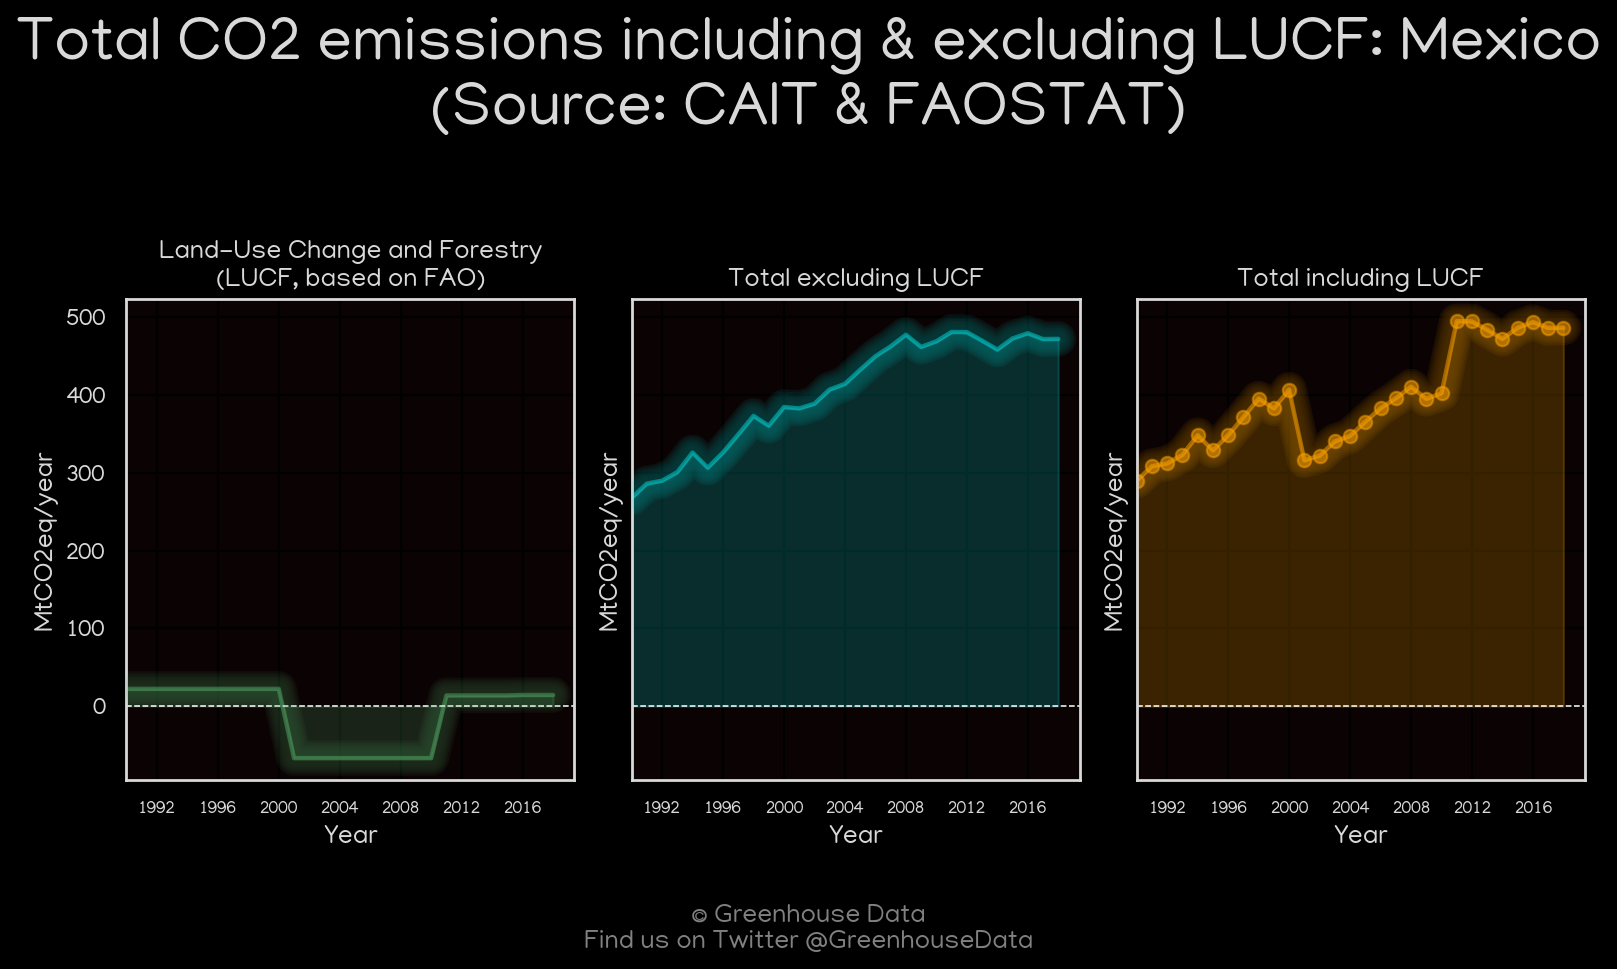 Total CO2 emissions including & excluding LUCF: Mexico
(Source: CAIT & FAOSTAT)
Land-Use Change and Forestry
(LUCF, based on FAO)
Total excluding LUCF
Total including LUCF
500
400
300
200
100
0
MtCO2eq/year
MtCO2eq/year
MtCO2eq/year
1992 1996 2000 2004 2008 2012 2016
1992 1996 2000 2004 2008 2012 2016
1992 1996 2000 2004 2008 2012 2016
Year
Year
Year
© Greenhouse Data
Find us on Twitter @GreenhouseData